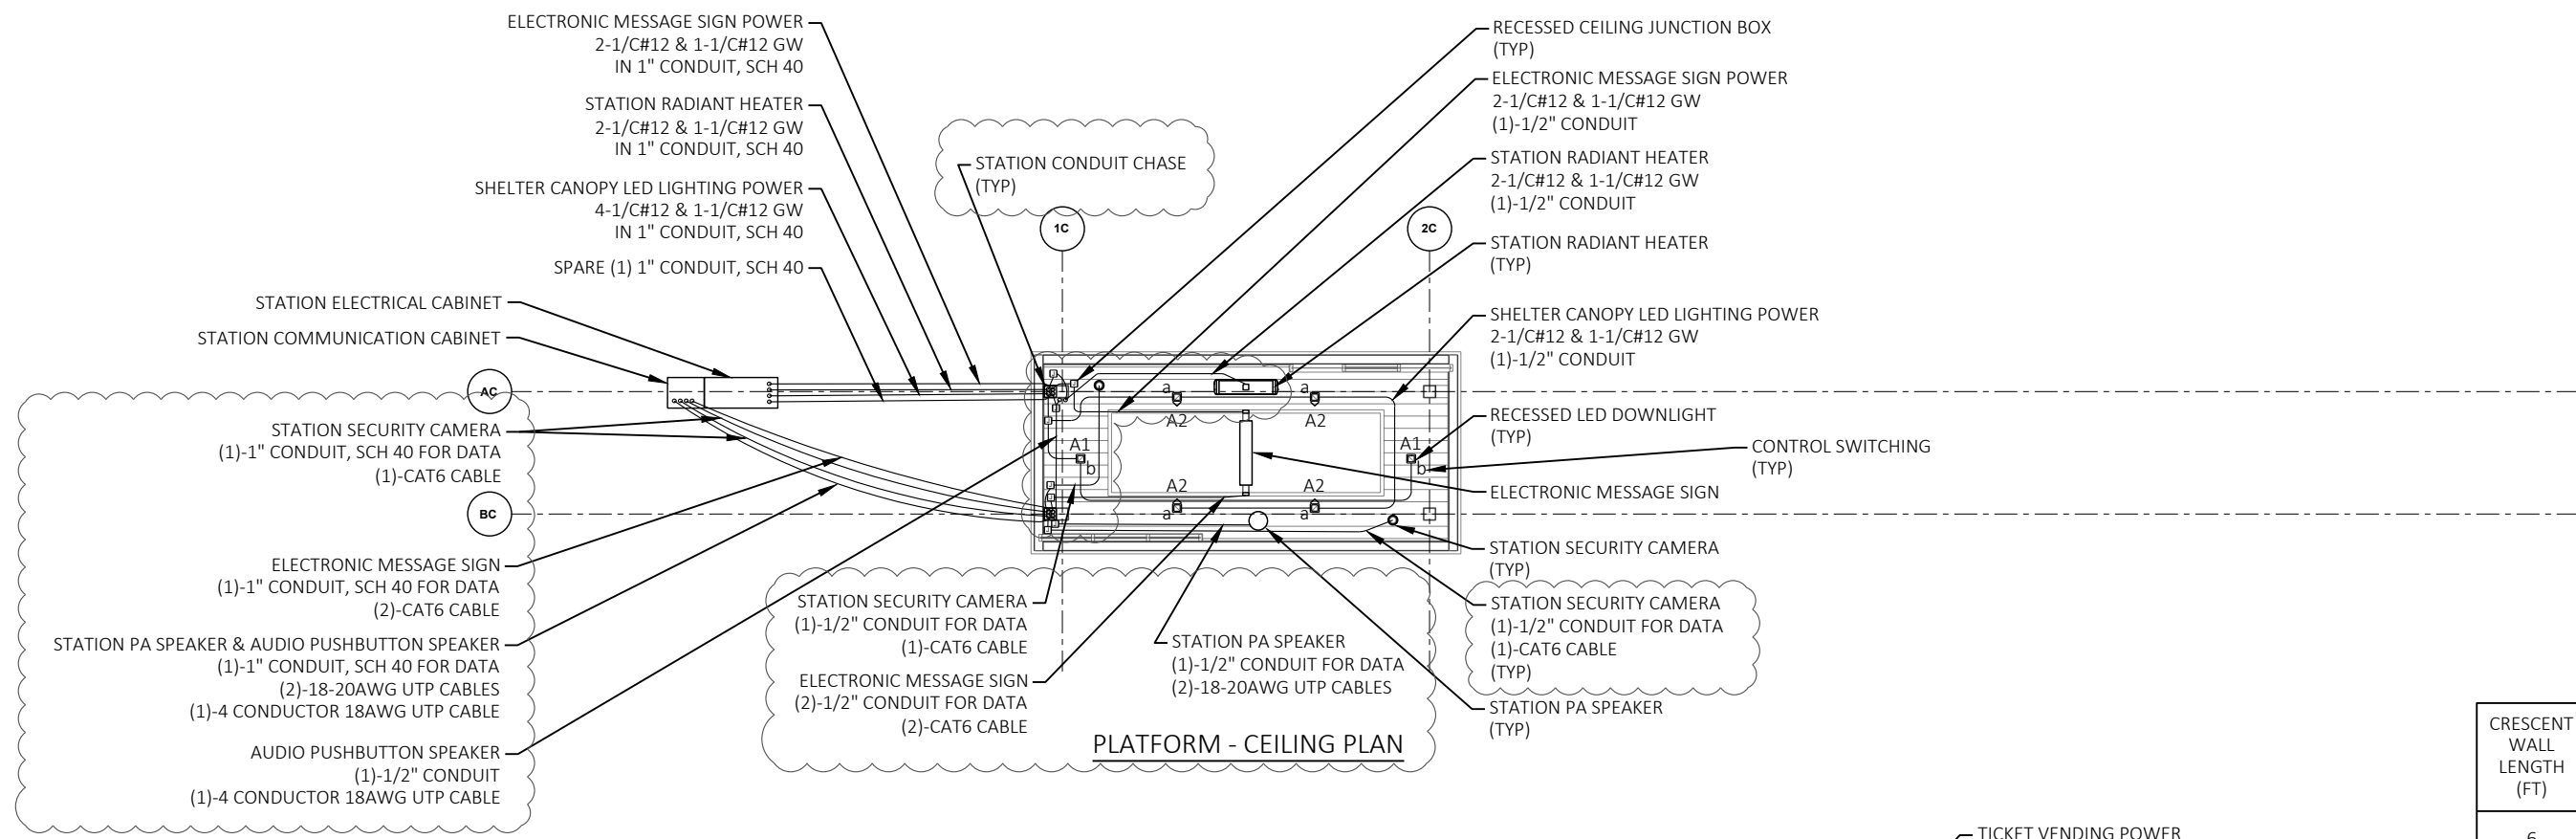 ELECTRONIC MESSAGE SIGN POWER
2-1/C#12 & 1-1/C#12 GW
IN 1" CONDUIT, SCH 40
STATION RADIANT HEATER
2-1/C#12 & 1-1/C#12 GW
IN 1" CONDUIT, SCH 40
SHELTER CANOPY LED LIGHTING POWER
4-1/C#12 & 1-1/C#12 GW
IN 1" CONDUIT, SCH 40
SPARE (1) 1" CONDUIT, SCH 40
STATION ELECTRICAL CABINET
STATION COMMUNICATION CABINET
AC
STATION SECURITY CAMERA
(1)-1" CONDUIT, SCH 40 FOR DATA
(1)-CAT6 CABLE
BC
ELECTRONIC MESSAGE SIGN
(1)-1" CONDUIT, SCH 40 FOR DATA
(2)-CAT6 CABLE
STATION PA SPEAKER & AUDIO PUSHBUTTON SPEAKER
(1)-1" CONDUIT, SCH 40 FOR DATA
(2)-18-20AWG UTP CABLES
(1)-4 CONDUCTOR 18AWG UTP CABLE
AUDIO PUSHBUTTON SPEAKER
(1)-1/2" CONDUIT
(1)-4 CONDUCTOR 18AWG UTP CABLE
STATION CONDUIT CHASE
(TYP)
1C
2C
a
a
A2
A2
A1
b
A1
b
A2
A2
a
a
RECESSED CEILING JUNCTION BOX
(TYP)
ELECTRONIC MESSAGE SIGN POWER
2-1/C#12 & 1-1/C#12 GW
(1)-1/2" CONDUIT
STATION RADIANT HEATER
2-1/C#12 & 1-1/C#12 GW
(1)-1/2" CONDUIT
STATION RADIANT HEATER
(TYP)
SHELTER CANOPY LED LIGHTING POWER
2-1/C#12 & 1-1/C#12 GW
(1)-1/2" CONDUIT
RECESSED LED DOWNLIGHT
(TYP)
CONTROL SWITCHING
(TYP)
ELECTRONIC MESSAGE SIGN
STATION SECURITY CAMERA
(TYP)
STATION SECURITY CAMERA
(1)-1/2" CONDUIT FOR DATA
(1)-CAT6 CABLE
(TYP)
STATION PA SPEAKER
(TYP)
STATION SECURITY CAMERA
(1)-1/2" CONDUIT FOR DATA
(1)-CAT6 CABLE
ELECTRONIC MESSAGE SIGN
(2)-1/2" CONDUIT FOR DATA
(2)-CAT6 CABLE
STATION PA SPEAKER
(1)-1/2" CONDUIT FOR DATA
(2)-18-20AWG UTP CABLES
PLATFORM - CEILING PLAN
CRESCENT
WALL
LENGTH
(FT)
6
TICKET VENDING POWER